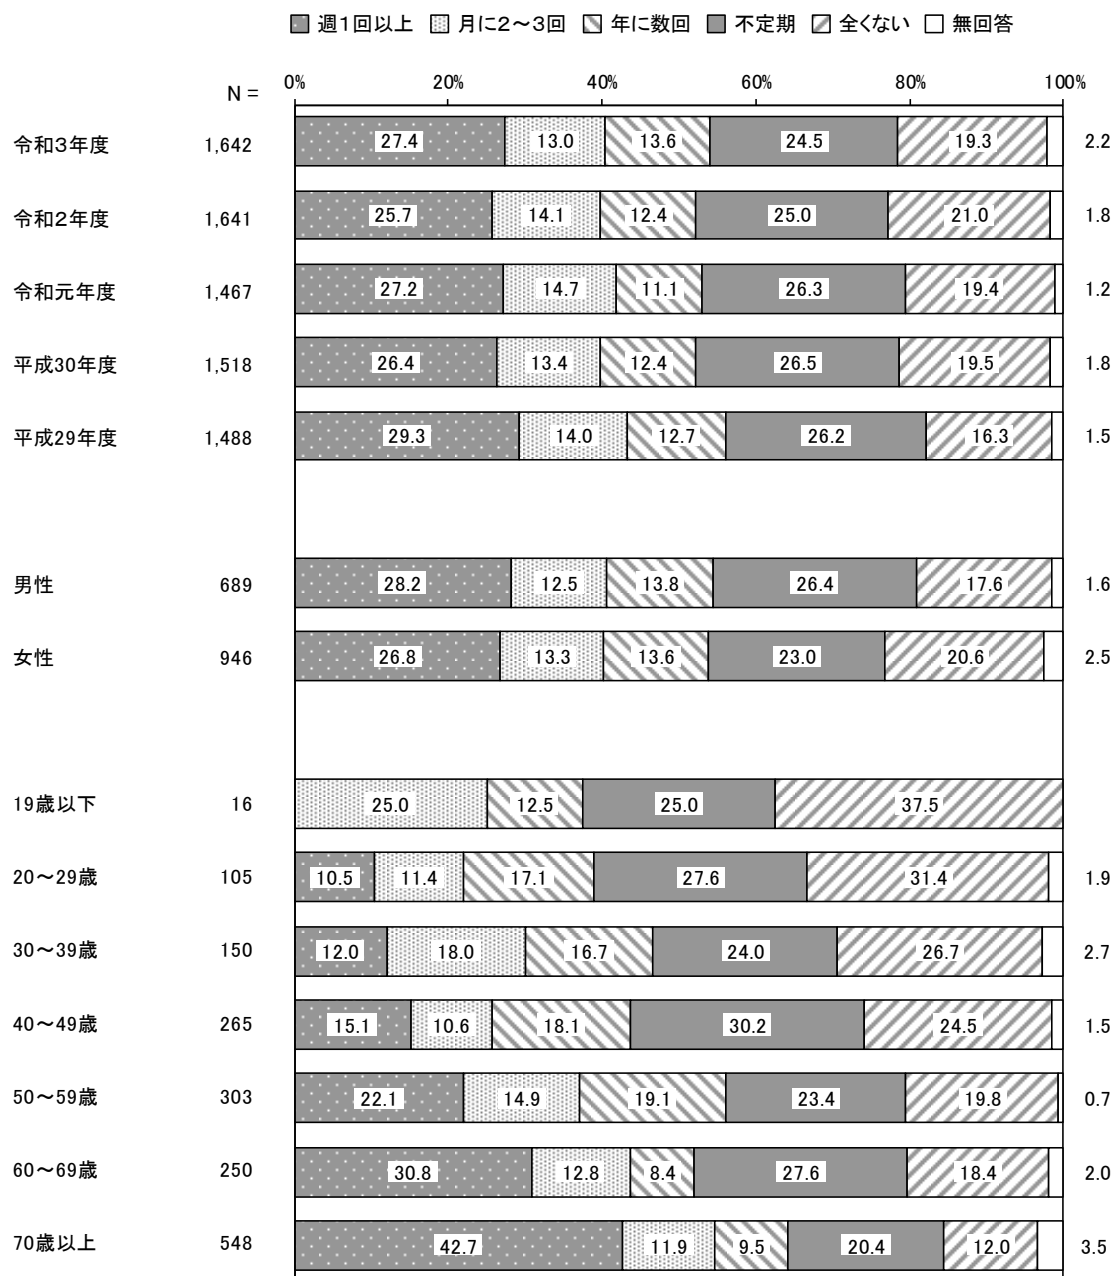 週1回以上 月に2～3回 年に数回 不定期 全くない 無回答
0% 20% 40% 60% 80% 100%
N =
令和3年度 1,642 27.4 13.0 13.6 24.5 19.3 2.2
令和2年度 1,641 25.7 14.1 12.4 25.0 21.0 1.8
令和元年度 1,467 27.2 14.7 11.1 26.3 19.4 1.2
平成30年度 1,518 26.4 13.4 12.4 26.5 19.5 1.8
平成29年度 1,488 29.3 14.0 12.7 26.2 16.3 1.5
男性 689 28.2 12.5 13.8 26.4 17.6 1.6
女性 946 26.8 13.3 13.6 23.0 20.6 2.5
19歳以下 16 25.0 12.5 25.0 37.5
20～29歳 105 10.5 11.4 17.1 27.6 31.4 1.9
30～39歳 150 12.0 18.0 16.7 24.0 26.7 2.7
40～49歳 265 15.1 10.6 18.1 30.2 24.5 1.5
50～59歳 303 22.1 14.9 19.1 23.4 19.8 0.7
60～69歳 250 30.8 12.8 8.4 27.6 18.4 2.0
70歳以上 548 42.7 11.9 9.5 20.4 12.0 3.5